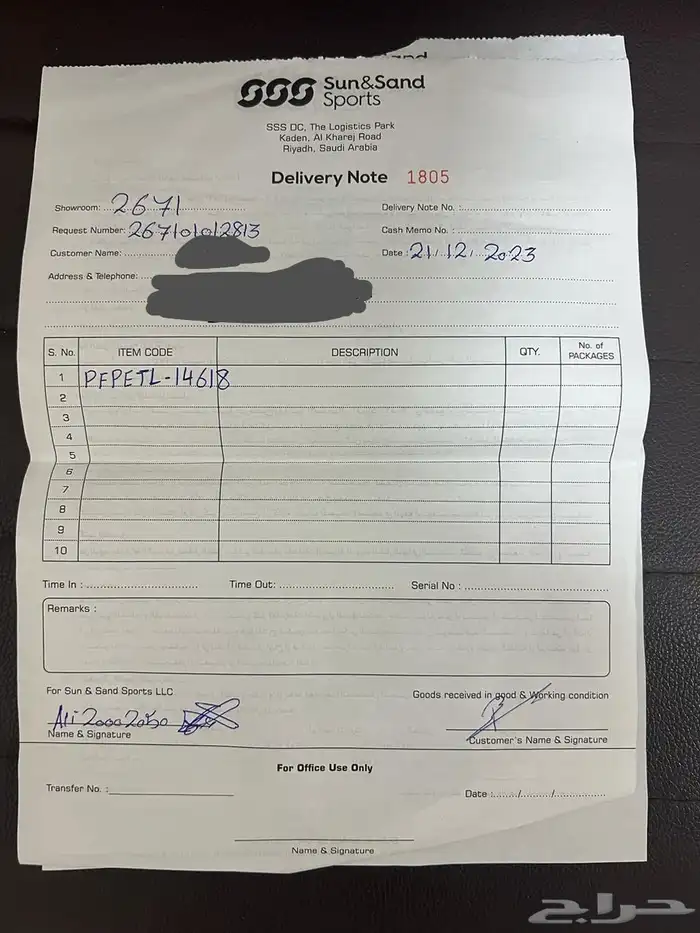 SSS Sun&Sand
Sports
SSS DC, The Logistics Park
Kaden, Al Kharej Road
Riyadh, Saudi Arabia
Delivery Note 1805
Showroom: 2671
Delivery Note No. :
Request Number: 267101012813
Cash Memo No. :
Customer Name:
Date : 21/12/2023
Address & Telephone:
S. No. ITEM CODE DESCRIPTION QTY. No. of PACKAGES
1 PFPETL-14618
2
3
4
5
6
7
8
9
10
Time In : Time Out: Serial No :
Remarks :
For Sun & Sand Sports LLC
Goods received in good & Working condition
Ali 20002050
Name & Signature
Customer's Name & Signature
For Office Use Only
Transfer No. :
Date : / /
Name & Signature
حراج